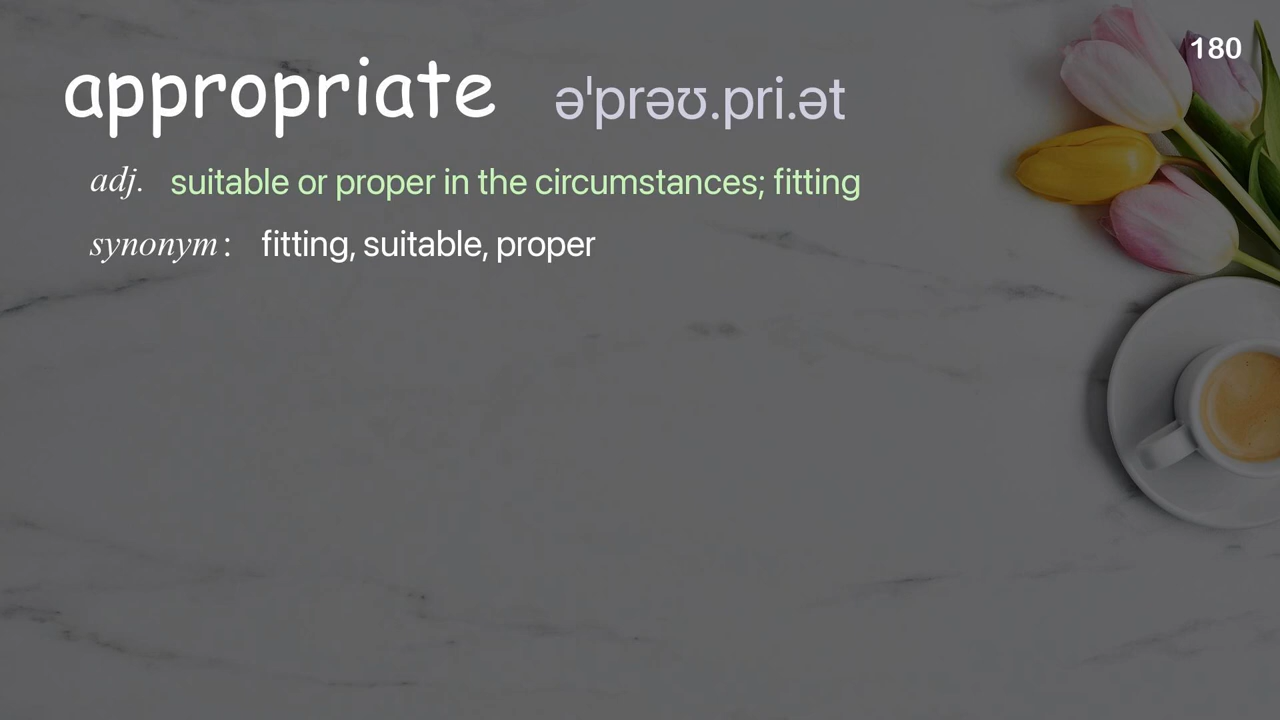 180
appropriate əˈprəʊ.pri.ət
adj. suitable or proper in the circumstances; fitting
synonym: fitting, suitable, proper